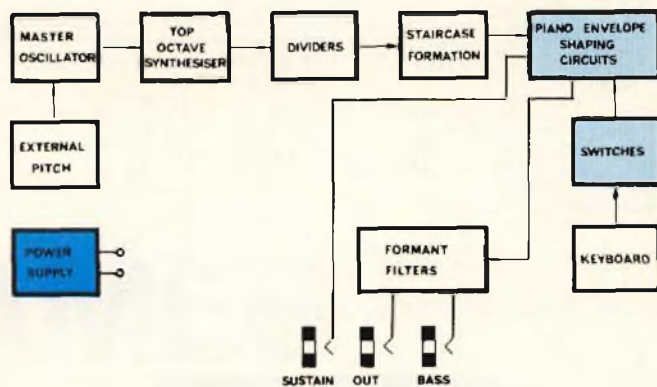 MASTER
OSCILLATOR
TOP
OCTAVE
SYNTHESISER
DIVIDERS
STAIRCASE
FORMATION
PIANO ENVELOPE
SHAPING
CIRCUITS
EXTERNAL
PITCH
SWITCHES
POWER
SUPPLY
FORMANT
FILTERS
KEYBOARD
SUSTAIN
OUT
BASS